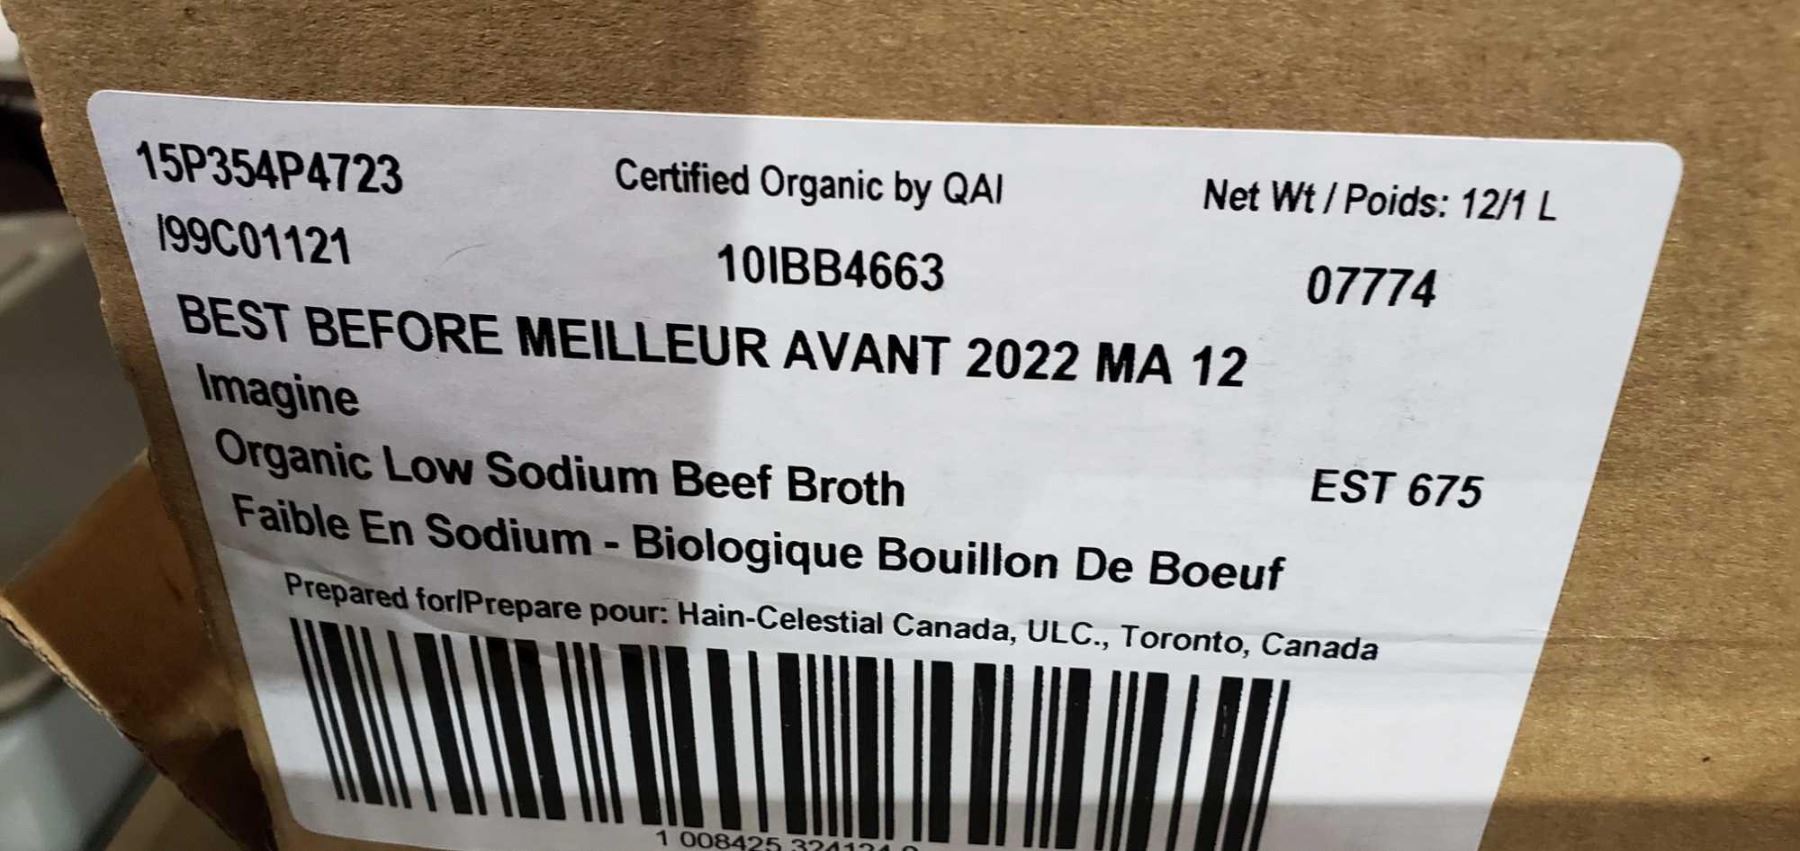 15P354P4723 Certified Organic by QAI Net Wt / Poids: 12/1 L
I99C01121 10IBB4663 07774
BEST BEFORE MEILLEUR AVANT 2022 MA 12
Imagine
Organic Low Sodium Beef Broth EST 675
Faible En Sodium - Biologique Bouillon De Boeuf
Prepared for/Prepare pour: Hain-Celestial Canada, ULC., Toronto, Canada
1 008425